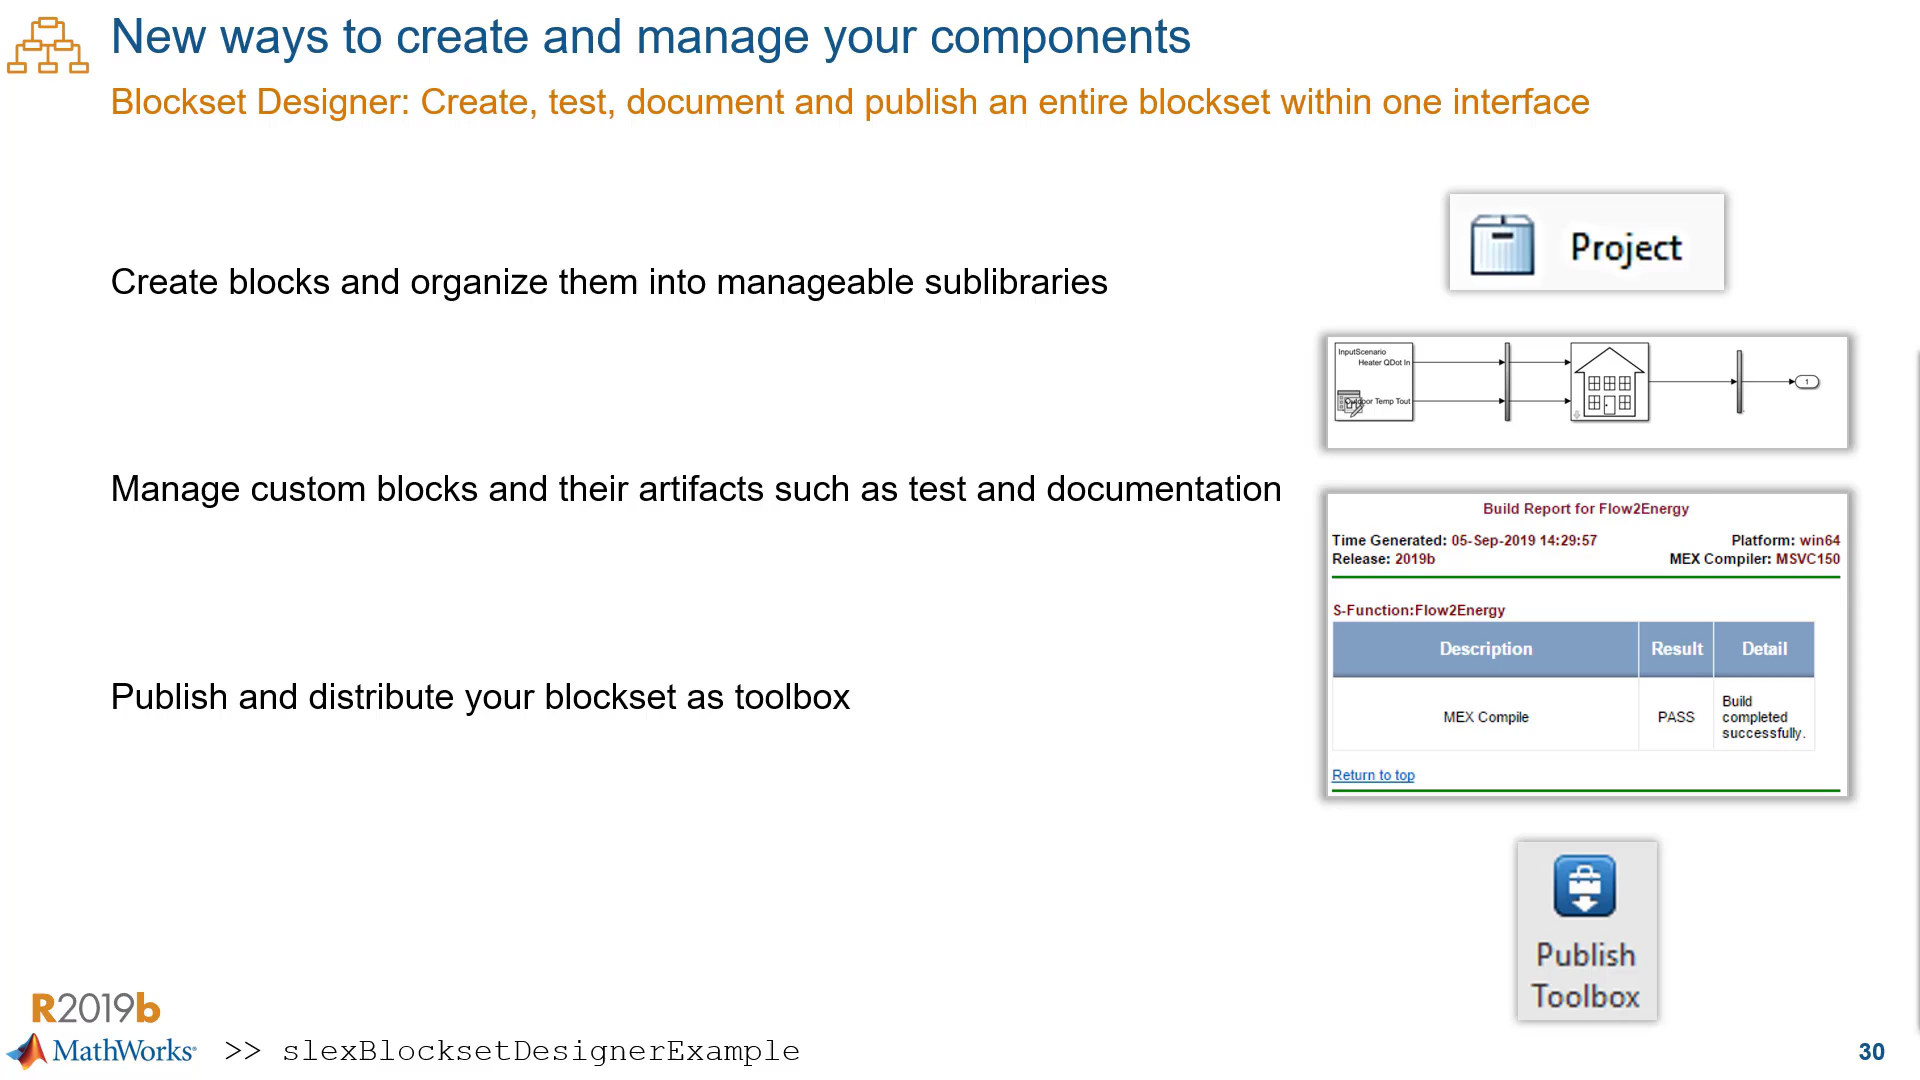 New ways to create and manage your components
Blockset Designer: Create, test, document and publish an entire blockset within one interface
Project
Create blocks and organize them into manageable sublibraries
InputScenario
Heater QDot In
Outdoor Temp Tout
1
Manage custom blocks and their artifacts such as test and documentation
Build Report for Flow2Energy
Time Generated: 05-Sep-2019 14:29:57 Platform: win64
Release: 2019b MEX Compiler: MSVC150
S-Function:Flow2Energy
Description Result Detail
MEX Compile PASS Build
completed
successfully.
Return to top
Publish and distribute your blockset as toolbox
Publish
Toolbox
R2019b
MathWorks® >> slexBlocksetDesignerExample
30